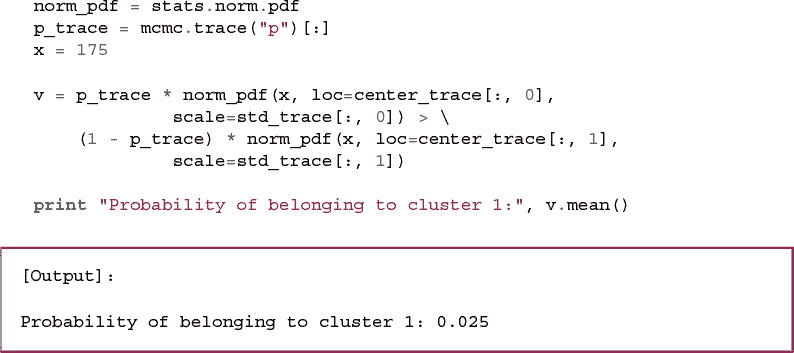 norm_pdf = stats.norm.pdf
p_trace = mcmc.trace("p")[:]
x = 175
v = p_trace * norm_pdf(x, loc=center_trace[:, 0],
scale=std_trace[:, 0]) > \
(1 - p_trace) * norm_pdf(x, loc=center_trace[:, 1],
scale=std_trace[:, 1])
print "Probability of belonging to cluster 1:", v.mean()
[Output]:
Probability of belonging to cluster 1: 0.025